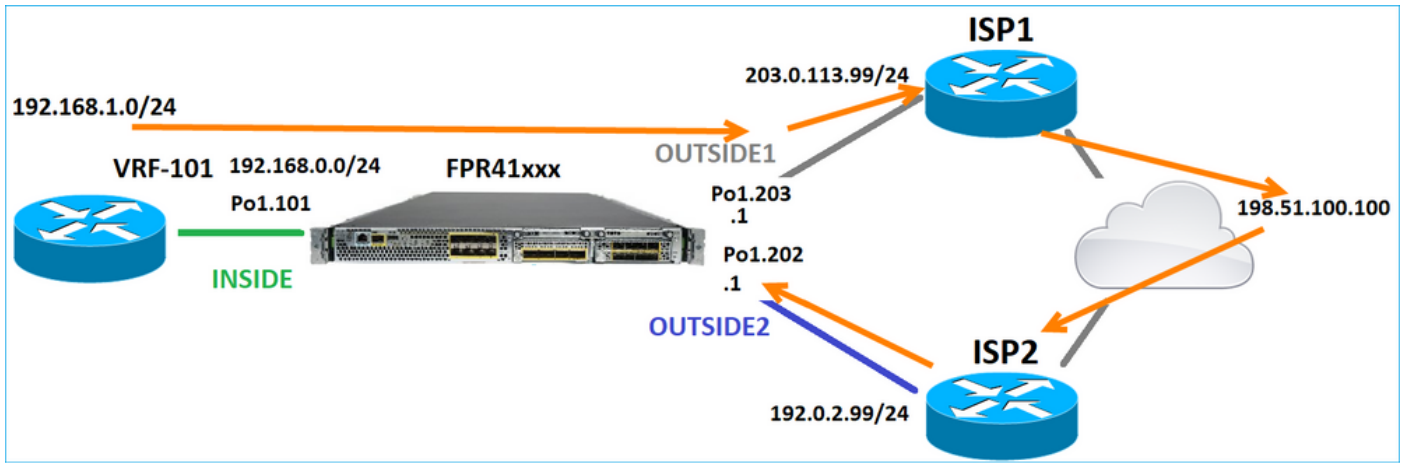 ISP1
203.0.113.99/24
192.168.1.0/24
OUTSIDE1
VRF-101
192.168.0.0/24
FPR41xxx
Po1.203
.1
198.51.100.100
Po1.101
Po1.202
.1
INSIDE
OUTSIDE2
ISP2
192.0.2.99/24